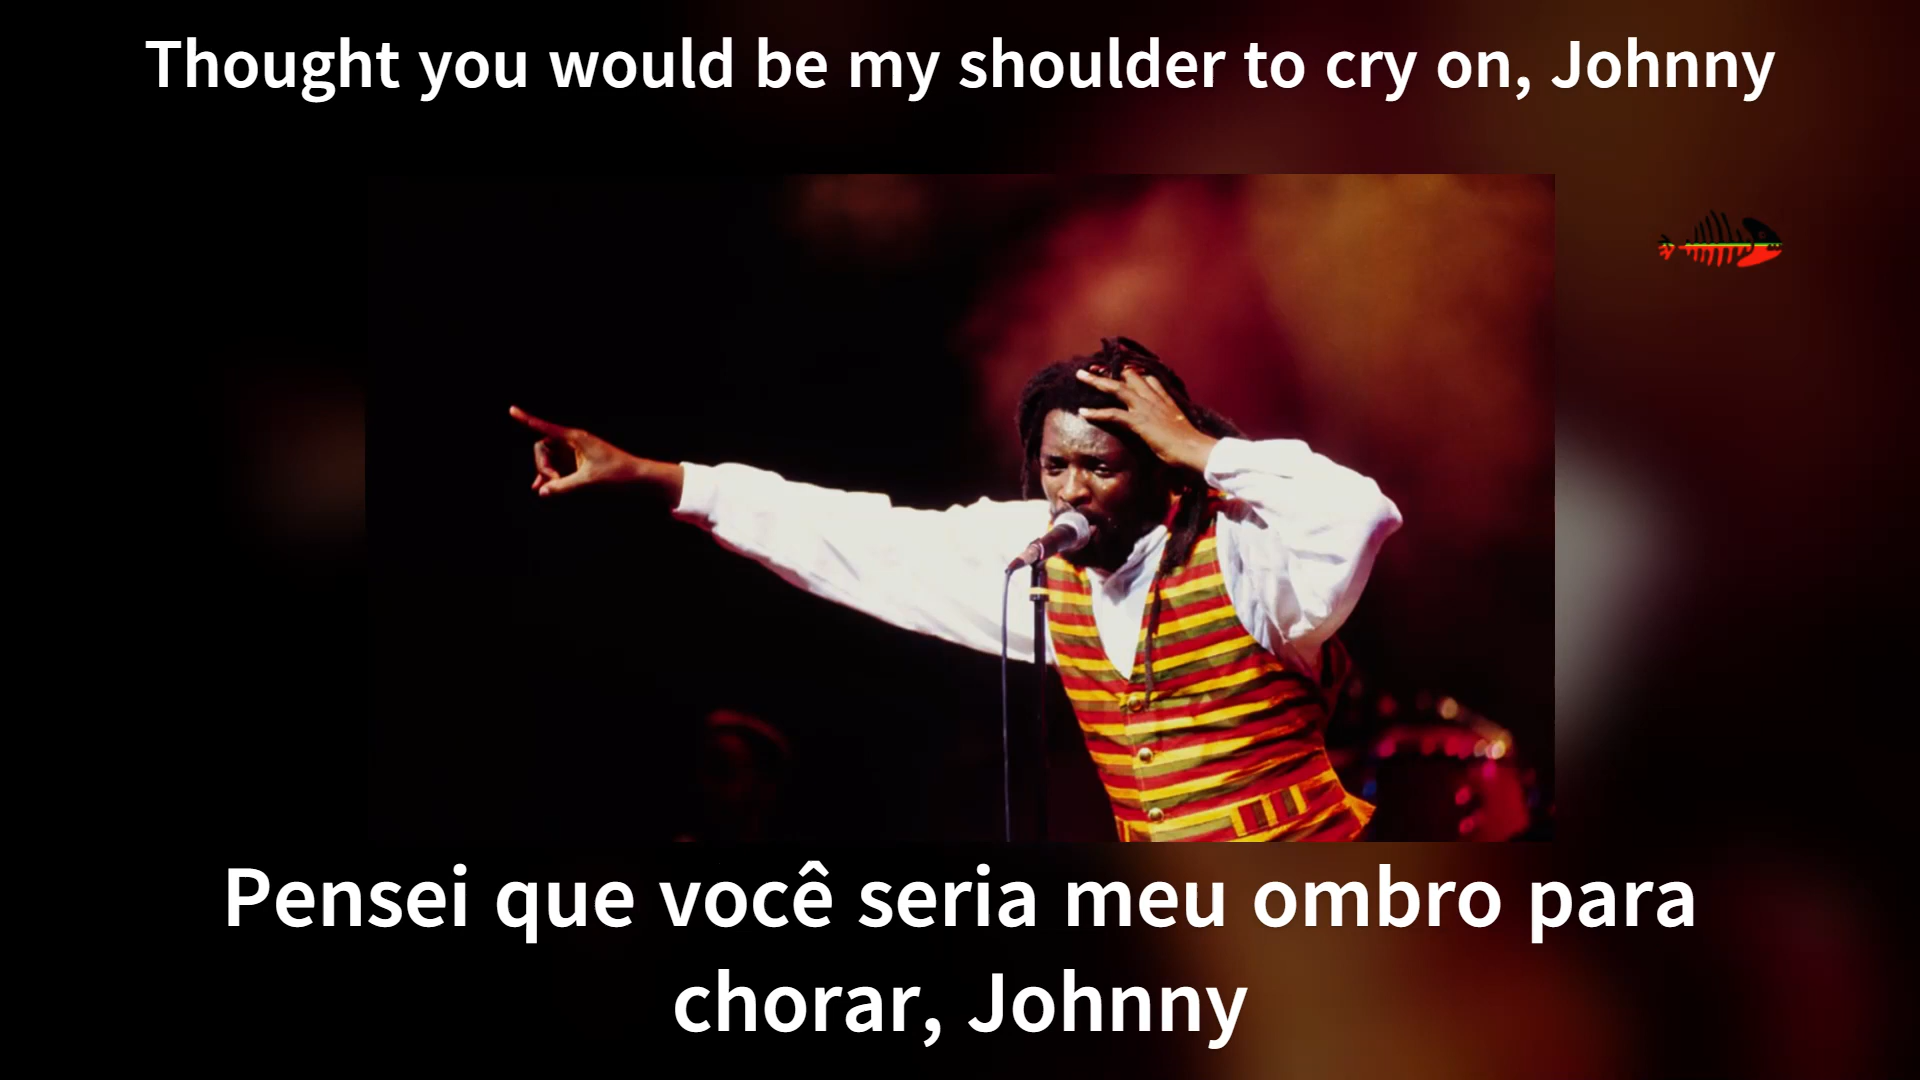 Thought you would be my shoulder to cry on, Johnny
Pensei que você seria meu ombro para
chorar, Johnny